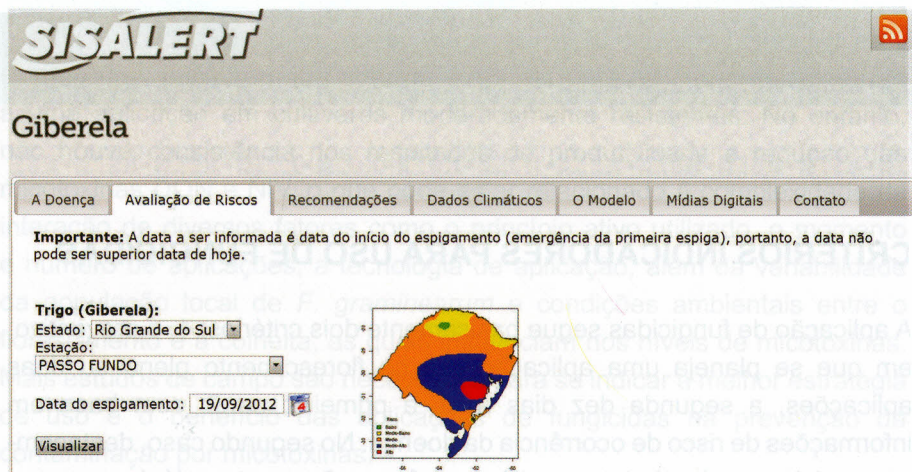 SISALERT
Giberela
A Doença Avaliação de Riscos Recomendações Dados Climáticos O Modelo Mídias Digitais Contato
Importante: A data a ser informada é data do início do espigamento (emergência da primeira espiga), portanto, a data não
pode ser superior data de hoje.
Trigo (Giberela):
Estado: Rio Grande do Sul
Estação:
PASSO FUNDO
Data do espigamento: 19/09/2012
Visualizar